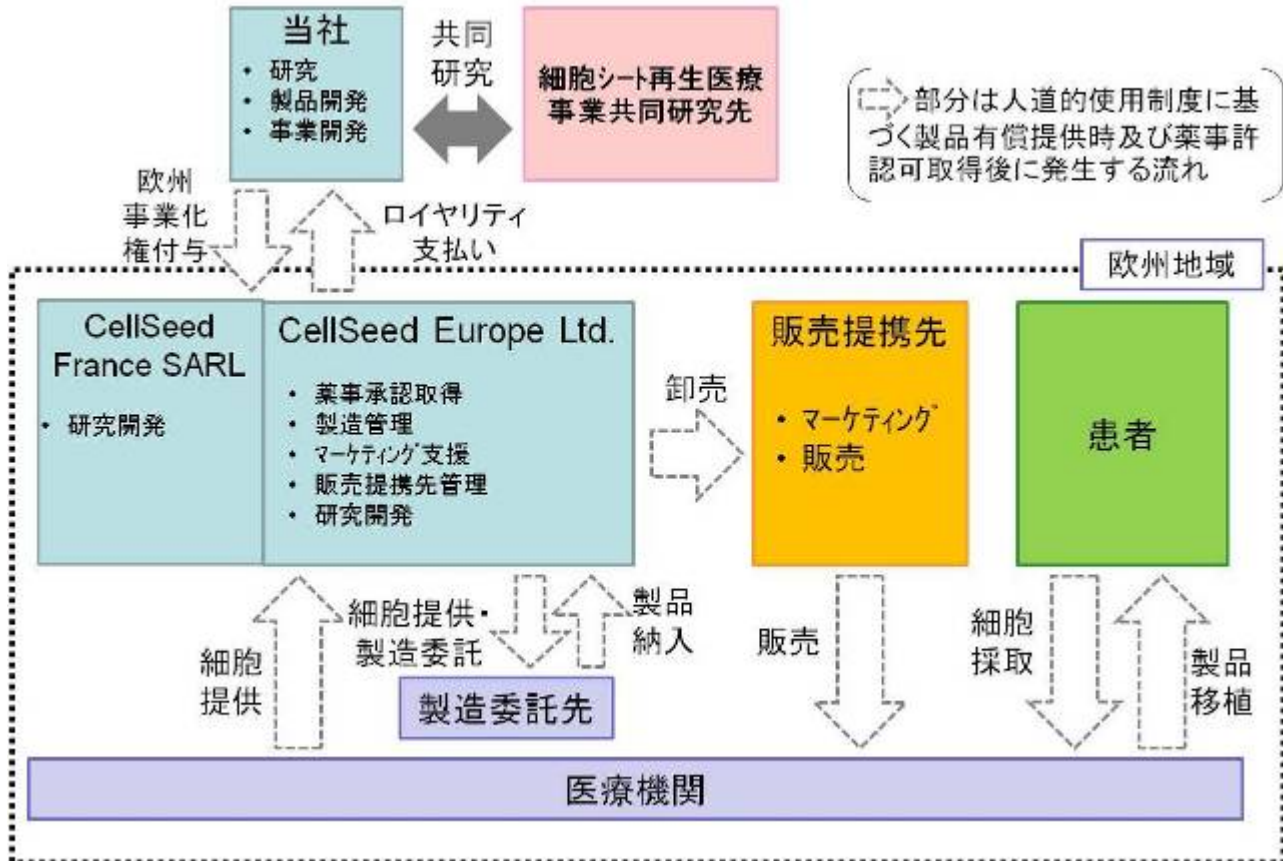 当社
・ 研究
・ 製品開発
・ 事業開発
共同
研究
細胞シート再生医療
事業共同研究先
部分は人道的使用制度に基
づく製品有償提供時及び薬事許
認可取得後に発生する流れ
欧州
事業化
権付与
ロイヤリティ
支払い
欧州地域
CellSeed
France SARL
・ 研究開発
CellSeed Europe Ltd.
・ 薬事承認取得
・ 製造管理
・ マーケティング支援
・ 販売提携先管理
・ 研究開発
卸売
販売提携先
・ マーケティング
・ 販売
患者
細胞
提供
細胞提供・
製造委託
製品
納入
製造委託先
販売
細胞
採取
製品
移植
医療機関